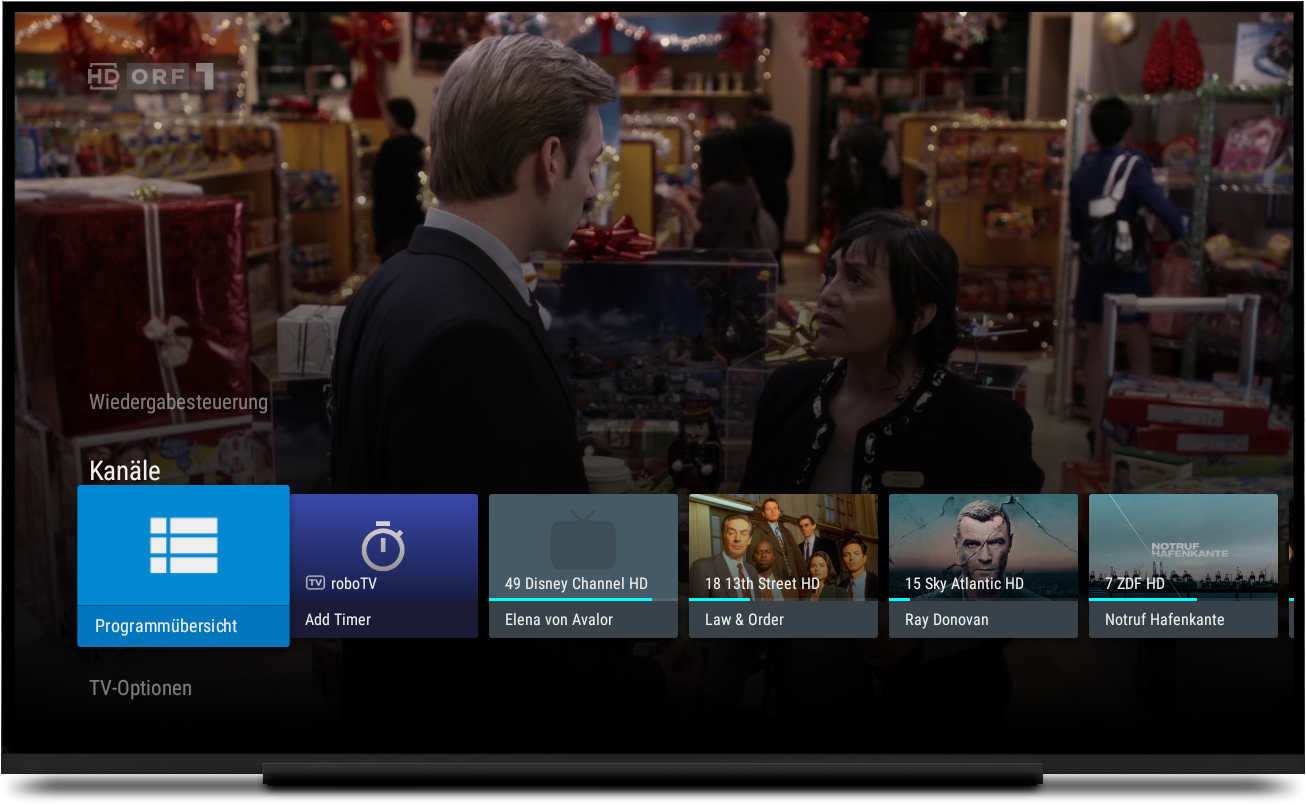 HD ORF 1
Wiedergabesteuerung
Kanäle
Programmübersicht
TV roboTV
Add Timer
49 Disney Channel HD
Elena von Avalor
18 13th Street HD
Law & Order
15 Sky Atlantic HD
Ray Donovan
NOTRUF
HAFENKANTE
7 ZDF HD
Notruf Hafenkante
TV-Optionen